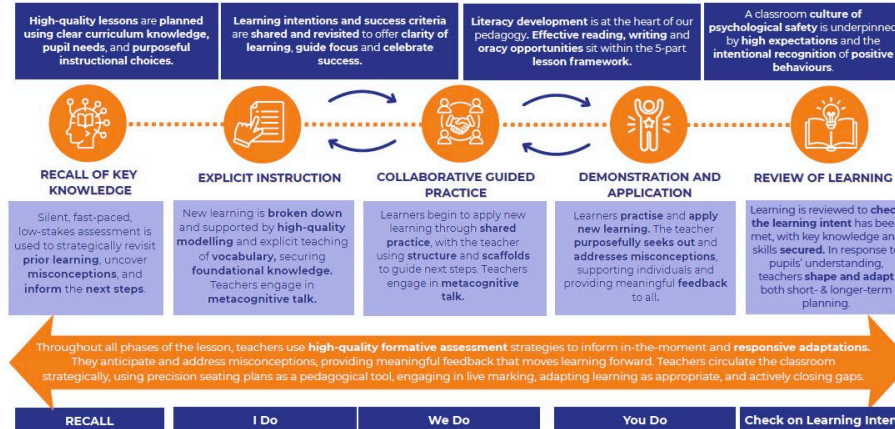 High-quality lessons are planned
using clear curriculum knowledge,
pupil needs, and purposeful
instructional choices.
Learning intentions and success criteria
are shared and revisited to offer clarity of
learning, guide focus and celebrate
success.
Literacy development is at the heart of our
pedagogy. Effective reading, writing and
oracy opportunities sit within the 5-part
lesson framework.
A classroom culture of
psychological safety is underpinned
by high expectations and the
intentional recognition of positive
behaviours.
RECALL OF KEY
KNOWLEDGE
Silent, fast-paced,
low-stakes assessment is
used to strategically revisit
prior learning, uncover
misconceptions, and
inform the next steps.
EXPLICIT INSTRUCTION
New learning is broken down
and supported by high-quality
modelling and explicit teaching
of vocabulary, securing
foundational knowledge.
Teachers engage in
metacognitive talk.
COLLABORATIVE GUIDED
PRACTICE
Learners begin to apply new
learning through shared
practice, with the teacher
using structure and scaffolds
to guide next steps. Teachers
engage in metacognitive
talk.
DEMONSTRATION AND
APPLICATION
Learners practise and apply
new learning. The teacher
purposefully seeks out and
addresses misconceptions,
supporting individuals and
providing meaningful feedback
to all.
REVIEW OF LEARNING
Learning is reviewed to check
the learning intent has been
met, with key knowledge and
skills secured. In response to
pupils' understanding,
teachers shape and adapt
both short- & longer-term
planning.
Throughout all phases of the lesson, teachers use high-quality formative assessment strategies to inform in-the-moment and responsive adaptations.
They anticipate and address misconceptions, providing meaningful feedback that moves learning forward. Teachers circulate the classroom
strategically, using precision seating plans as a pedagogical tool, engaging in live marking, adapting learning as appropriate, and actively closing gaps.
RECALL
I Do
We Do
You Do
Check on Learning Intent